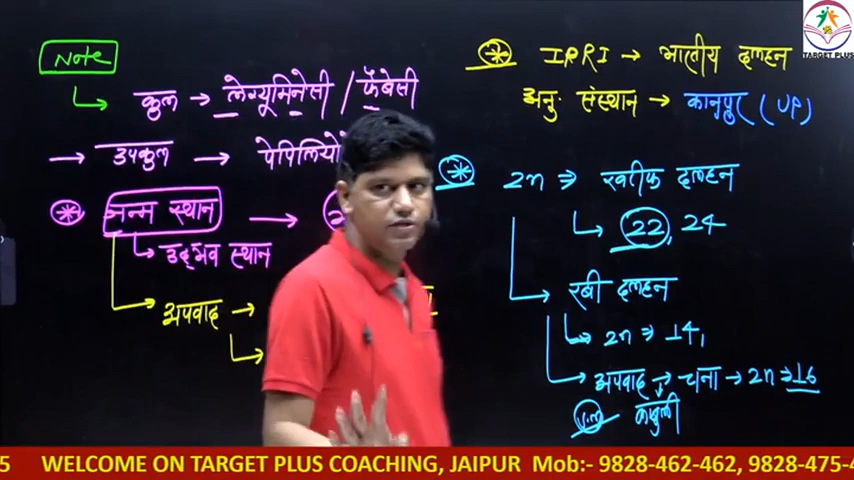 Note
कुल → लेग्यूमिनेसी / फेबेसी
→ उपकुल →
जन्म स्थान →
उद्भव स्थान
अपवाद →
→ भारतीय दलहन
अनु. संस्थान → कानपुर (UP)
2n ⇒ खरीफ दलहन
22, 24
रबी दलहन
2n ⇒ 14,
अपवाद → चना → 2n ⇒ 16
काबुली
TARGET PLUS
5 WELCOME ON TARGET PLUS COACHING, JAIPUR Mob:- 9828-462-462, 9828-475-4